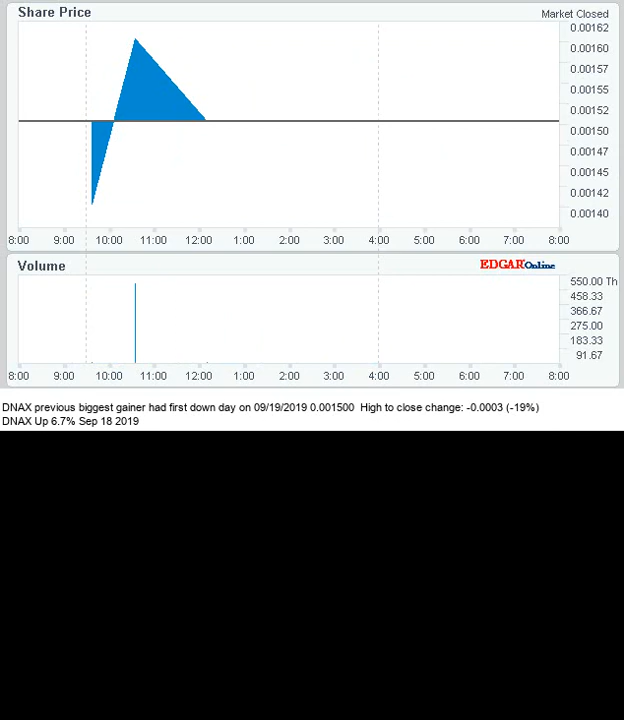 Share Price
Market Closed
0.00162
0.00160
0.00157
0.00155
0.00152
0.00150
0.00147
0.00145
0.00142
0.00140
8:00 9:00 10:00 11:00 12:00 1:00 2:00 3:00 4:00 5:00 6:00 7:00 8:00
Volume
EDGAROnline
550.00 Th
458.33
366.67
275.00
183.33
91.67
8:00 9:00 10:00 11:00 12:00 1:00 2:00 3:00 4:00 5:00 6:00 7:00 8:00
DNAX previous biggest gainer had first down day on 09/19/2019 0.001500 High to close change: -0.0003 (-19%)
DNAX Up 6.7% Sep 18 2019